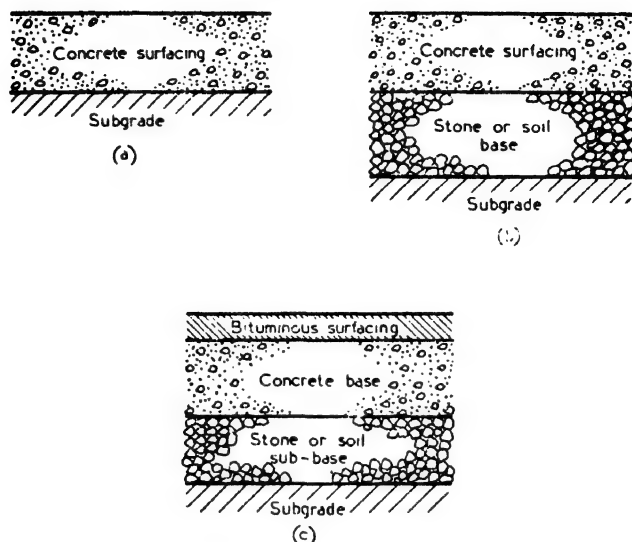 Concrete surfacing
Subgrade
(a)
Concrete surfacing
Stone or soil
base
Subgrade
(b)
Bituminous surfacing
Concrete base
Stone or soil
sub-base
Subgrade
(c)